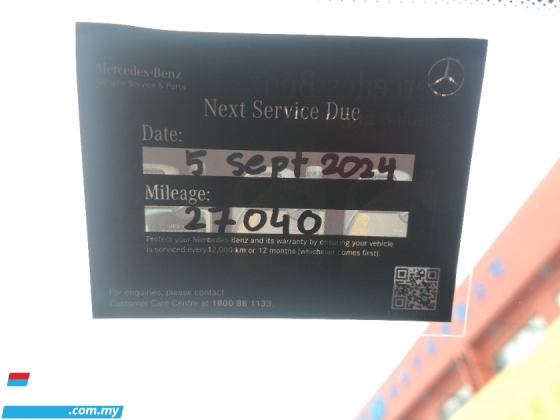 Mercedes-Benz
Genuine Service & Parts
Next Service Due
Date:
5 sept 2024
Mileage:
27040
Protect your Mercedes-Benz and its warranty by ensuring your vehicle
is serviced every 12,000 km or 12 months (whichever comes first).
For enquiries, please contact
Customer Care Centre at 1800 88 1133.
.com.my